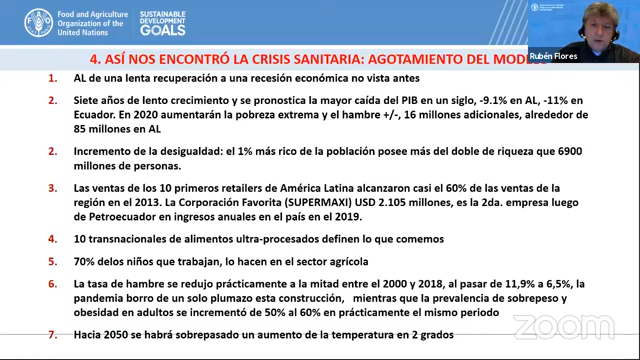 Food and Agriculture
Organization of the
United Nations
SUSTAINABLE
DEVELOPMENT
GOALS
Rubén Flores
4. ASÍ NOS ENCONTRÓ LA CRISIS SANITARIA: AGOTAMIENTO DEL MODE
1. AL de una lenta recuperación a una recesión económica no vista antes
2. Siete años de lento crecimiento y se pronostica la mayor caída del PIB en un siglo, -9.1% en AL, -11% en
Ecuador. En 2020 aumentarán la pobreza extrema y el hambre +/-, 16 millones adicionales, alrededor de
85 millones en AL
2. Incremento de la desigualdad: el 1% más rico de la población posee más del doble de riqueza que 6900
millones de personas.
3. Las ventas de los 10 primeros retailers de América Latina alcanzaron casi el 60% de las ventas de la
región en el 2013. La Corporación Favorita (SUPERMAXI) USD 2.105 millones, es la 2da. empresa luego
de Petroecuador en ingresos anuales en el país en el 2019.
4. 10 transnacionales de alimentos ultra-procesados definen lo que comemos
5. 70% delos niños que trabajan, lo hacen en el sector agrícola
6. La tasa de hambre se redujo prácticamente a la mitad entre el 2000 y 2018, al pasar de 11,9% a 6,5%, la
pandemia borro de un solo plumazo esta construcción, mientras que la prevalencia de sobrepeso y
obesidad en adultos se incrementó de 50% al 60% en prácticamente el mismo periodo
7. Hacia 2050 se habrá sobrepasado un aumento de la temperatura en 2 grados
zoom